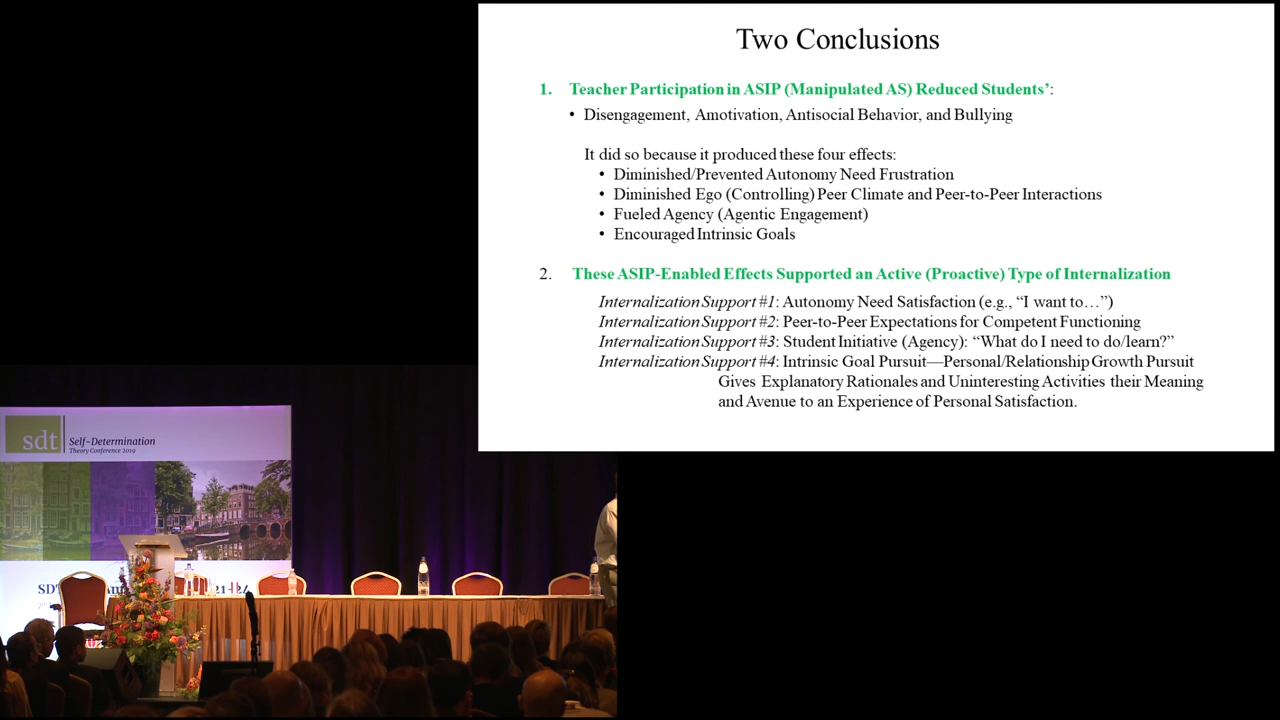 Two Conclusions
1. Teacher Participation in ASIP (Manipulated AS) Reduced Students’:
• Disengagement, Amotivation, Antisocial Behavior, and Bullying
It did so because it produced these four effects:
• Diminished/Prevented Autonomy Need Frustration
• Diminished Ego (Controlling) Peer Climate and Peer-to-Peer Interactions
• Fueled Agency (Agentic Engagement)
• Encouraged Intrinsic Goals
2. These ASIP-Enabled Effects Supported an Active (Proactive) Type of Internalization
Internalization Support #1: Autonomy Need Satisfaction (e.g., “I want to…”)
Internalization Support #2: Peer-to-Peer Expectations for Competent Functioning
Internalization Support #3: Student Initiative (Agency): “What do I need to do/learn?”
Internalization Support #4: Intrinsic Goal Pursuit—Personal/Relationship Growth Pursuit
Gives Explanatory Rationales and Uninteresting Activities their Meaning
and Avenue to an Experience of Personal Satisfaction.
sdt
Self-Determination
Theory Conference 2019